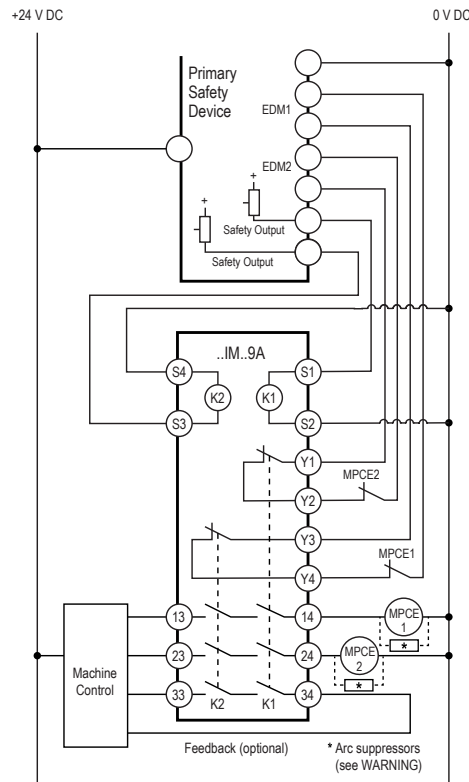 +24 V DC
0 V DC
Primary
Safety
Device
EDM1
EDM2
+
+
Safety Output
Safety Output
..IM..9A
S4
K2
K1
S1
S3
S2
Y1
MPCE2
Y2
Y3
MPCE1
Y4
13
14
MPCE
1
*
23
24
MPCE
2
*
Machine
Control
33
K2
K1
34
Feedback (optional)
* Arc suppressors
(see WARNING)